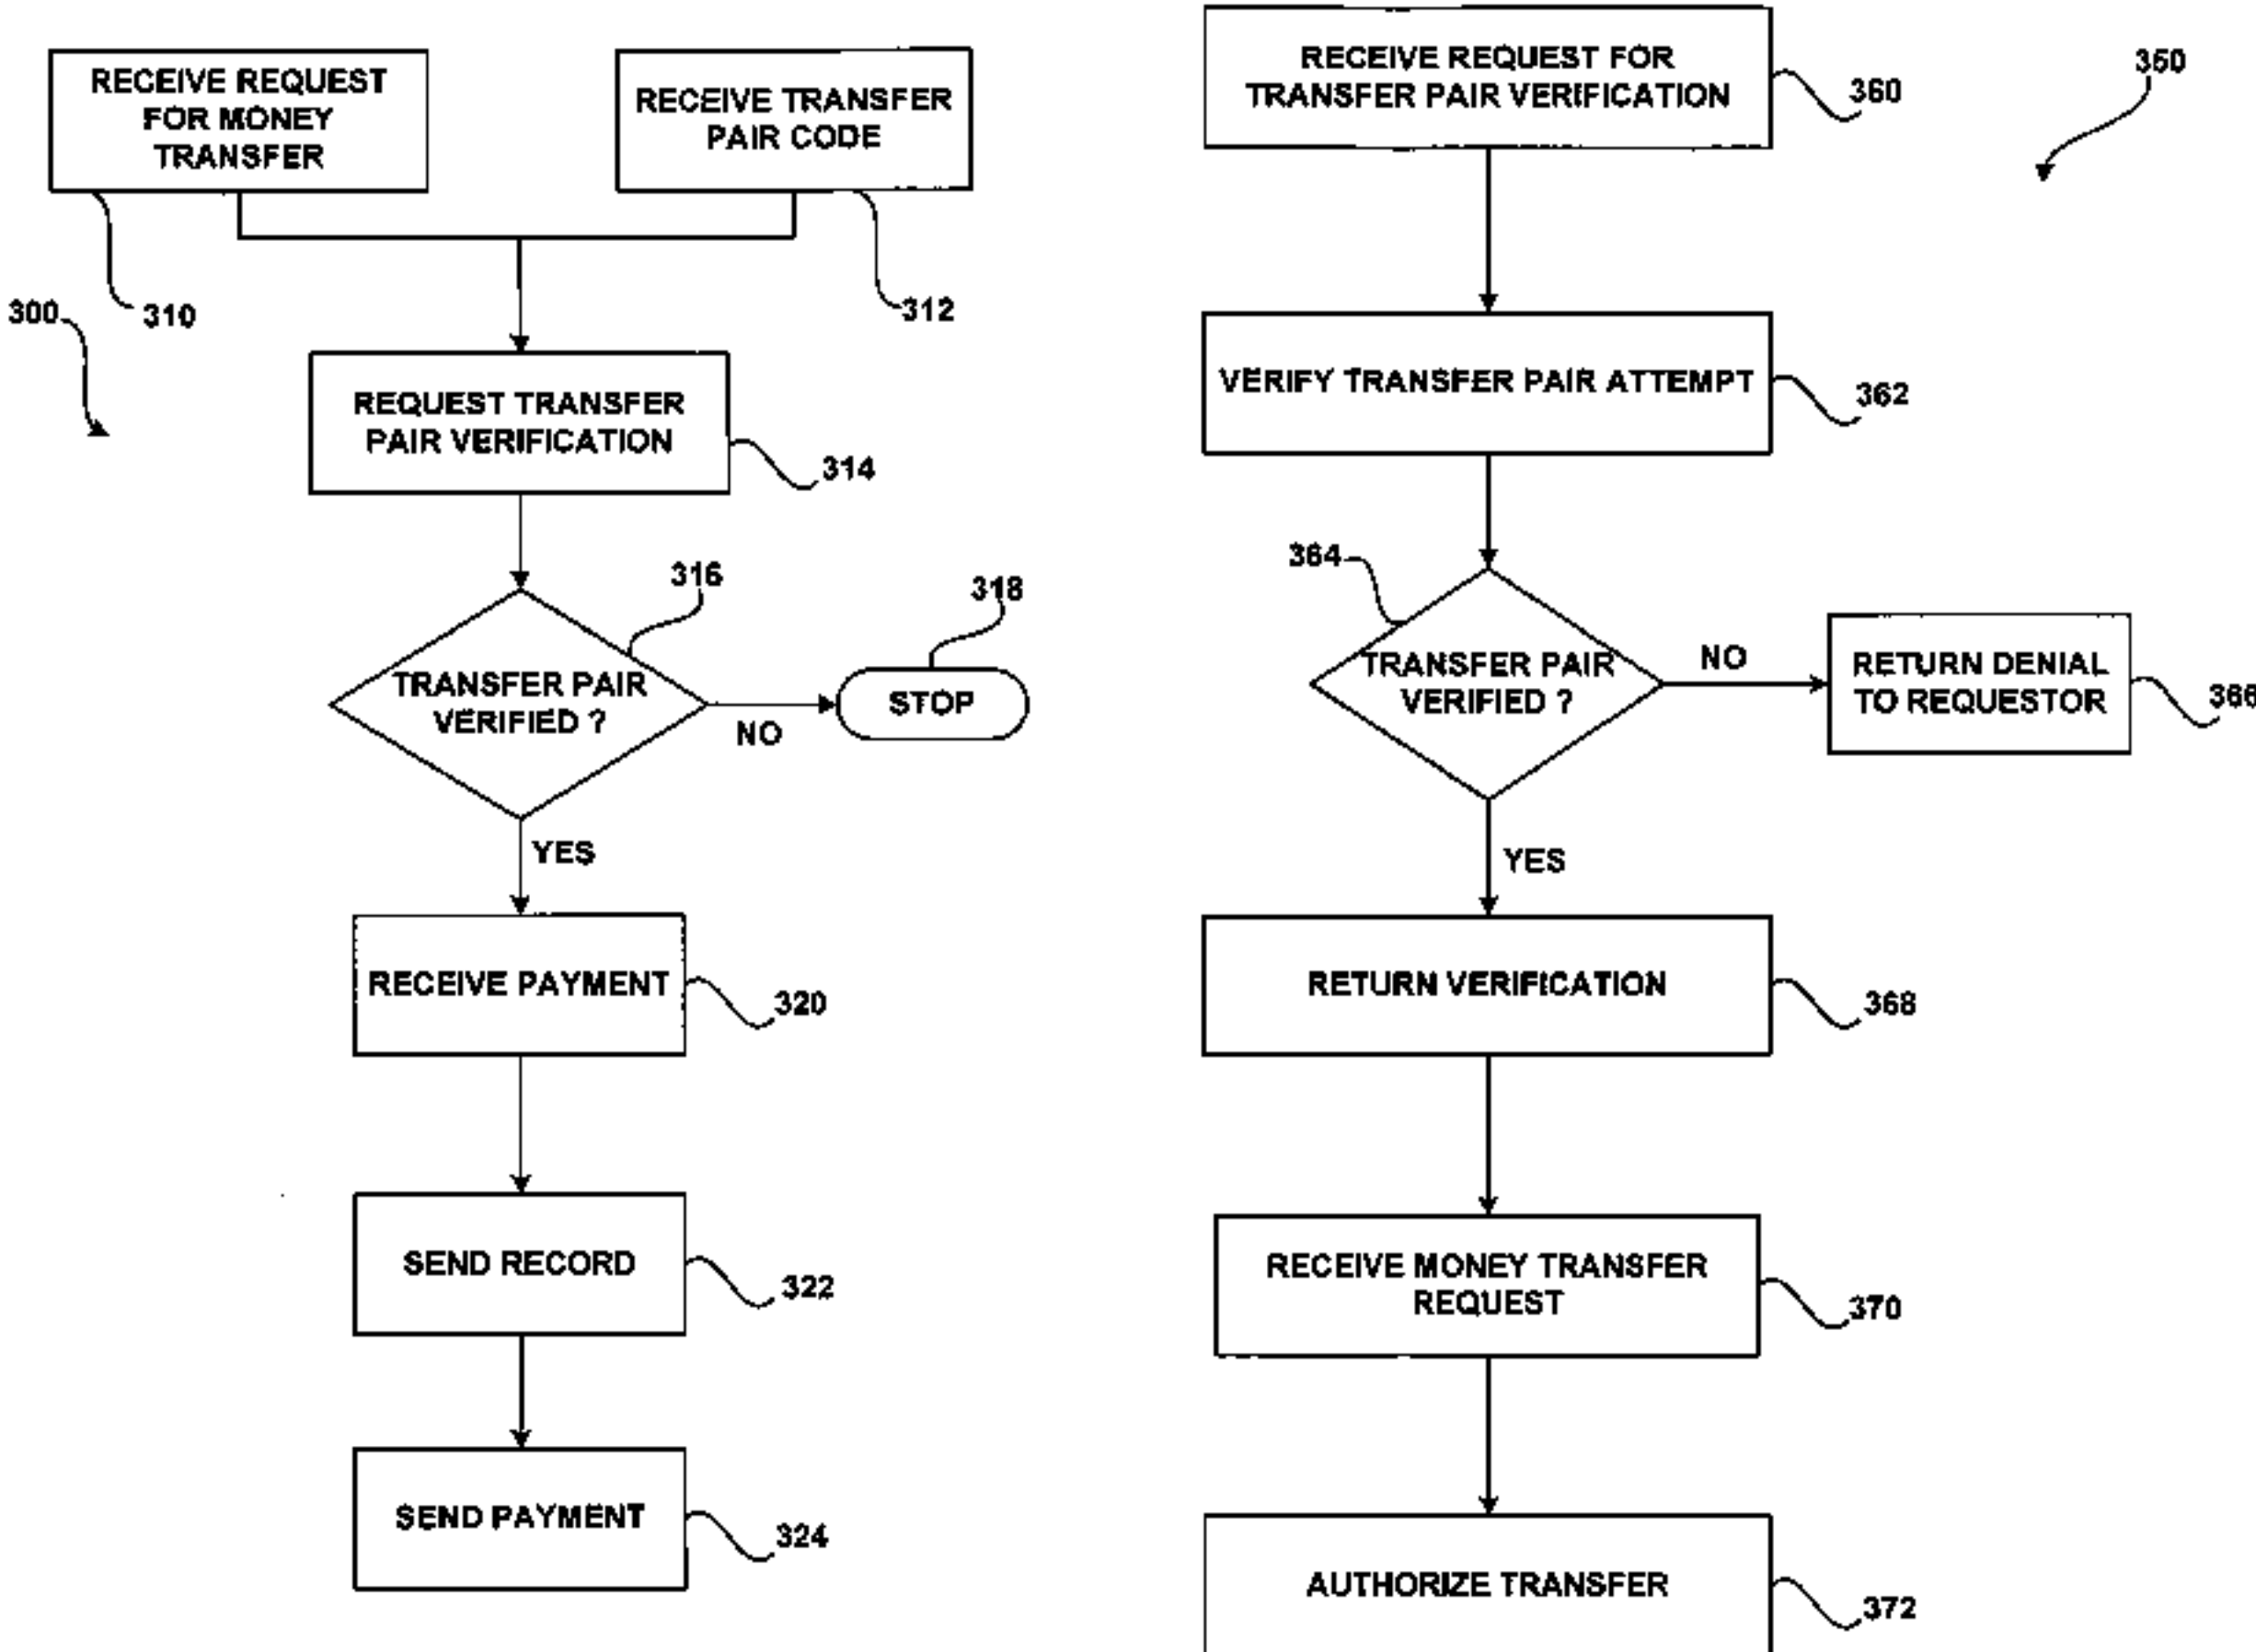 RECEIVE REQUEST
FOR MONEY
TRANSFER
RECEIVE TRANSFER
PAIR CODE
300
310
312
REQUEST TRANSFER
PAIR VERIFICATION
314
316
318
TRANSFER PAIR
VERIFIED ?
STOP
NO
YES
RECEIVE PAYMENT
320
SEND RECORD
322
SEND PAYMENT
324
RECEIVE REQUEST FOR
TRANSFER PAIR VERIFICATION
360
350
VERIFY TRANSFER PAIR ATTEMPT
362
364
TRANSFER PAIR
VERIFIED ?
NO
RETURN DENIAL
TO REQUESTOR
366
YES
RETURN VERIFICATION
368
RECEIVE MONEY TRANSFER
REQUEST
370
AUTHORIZE TRANSFER
372